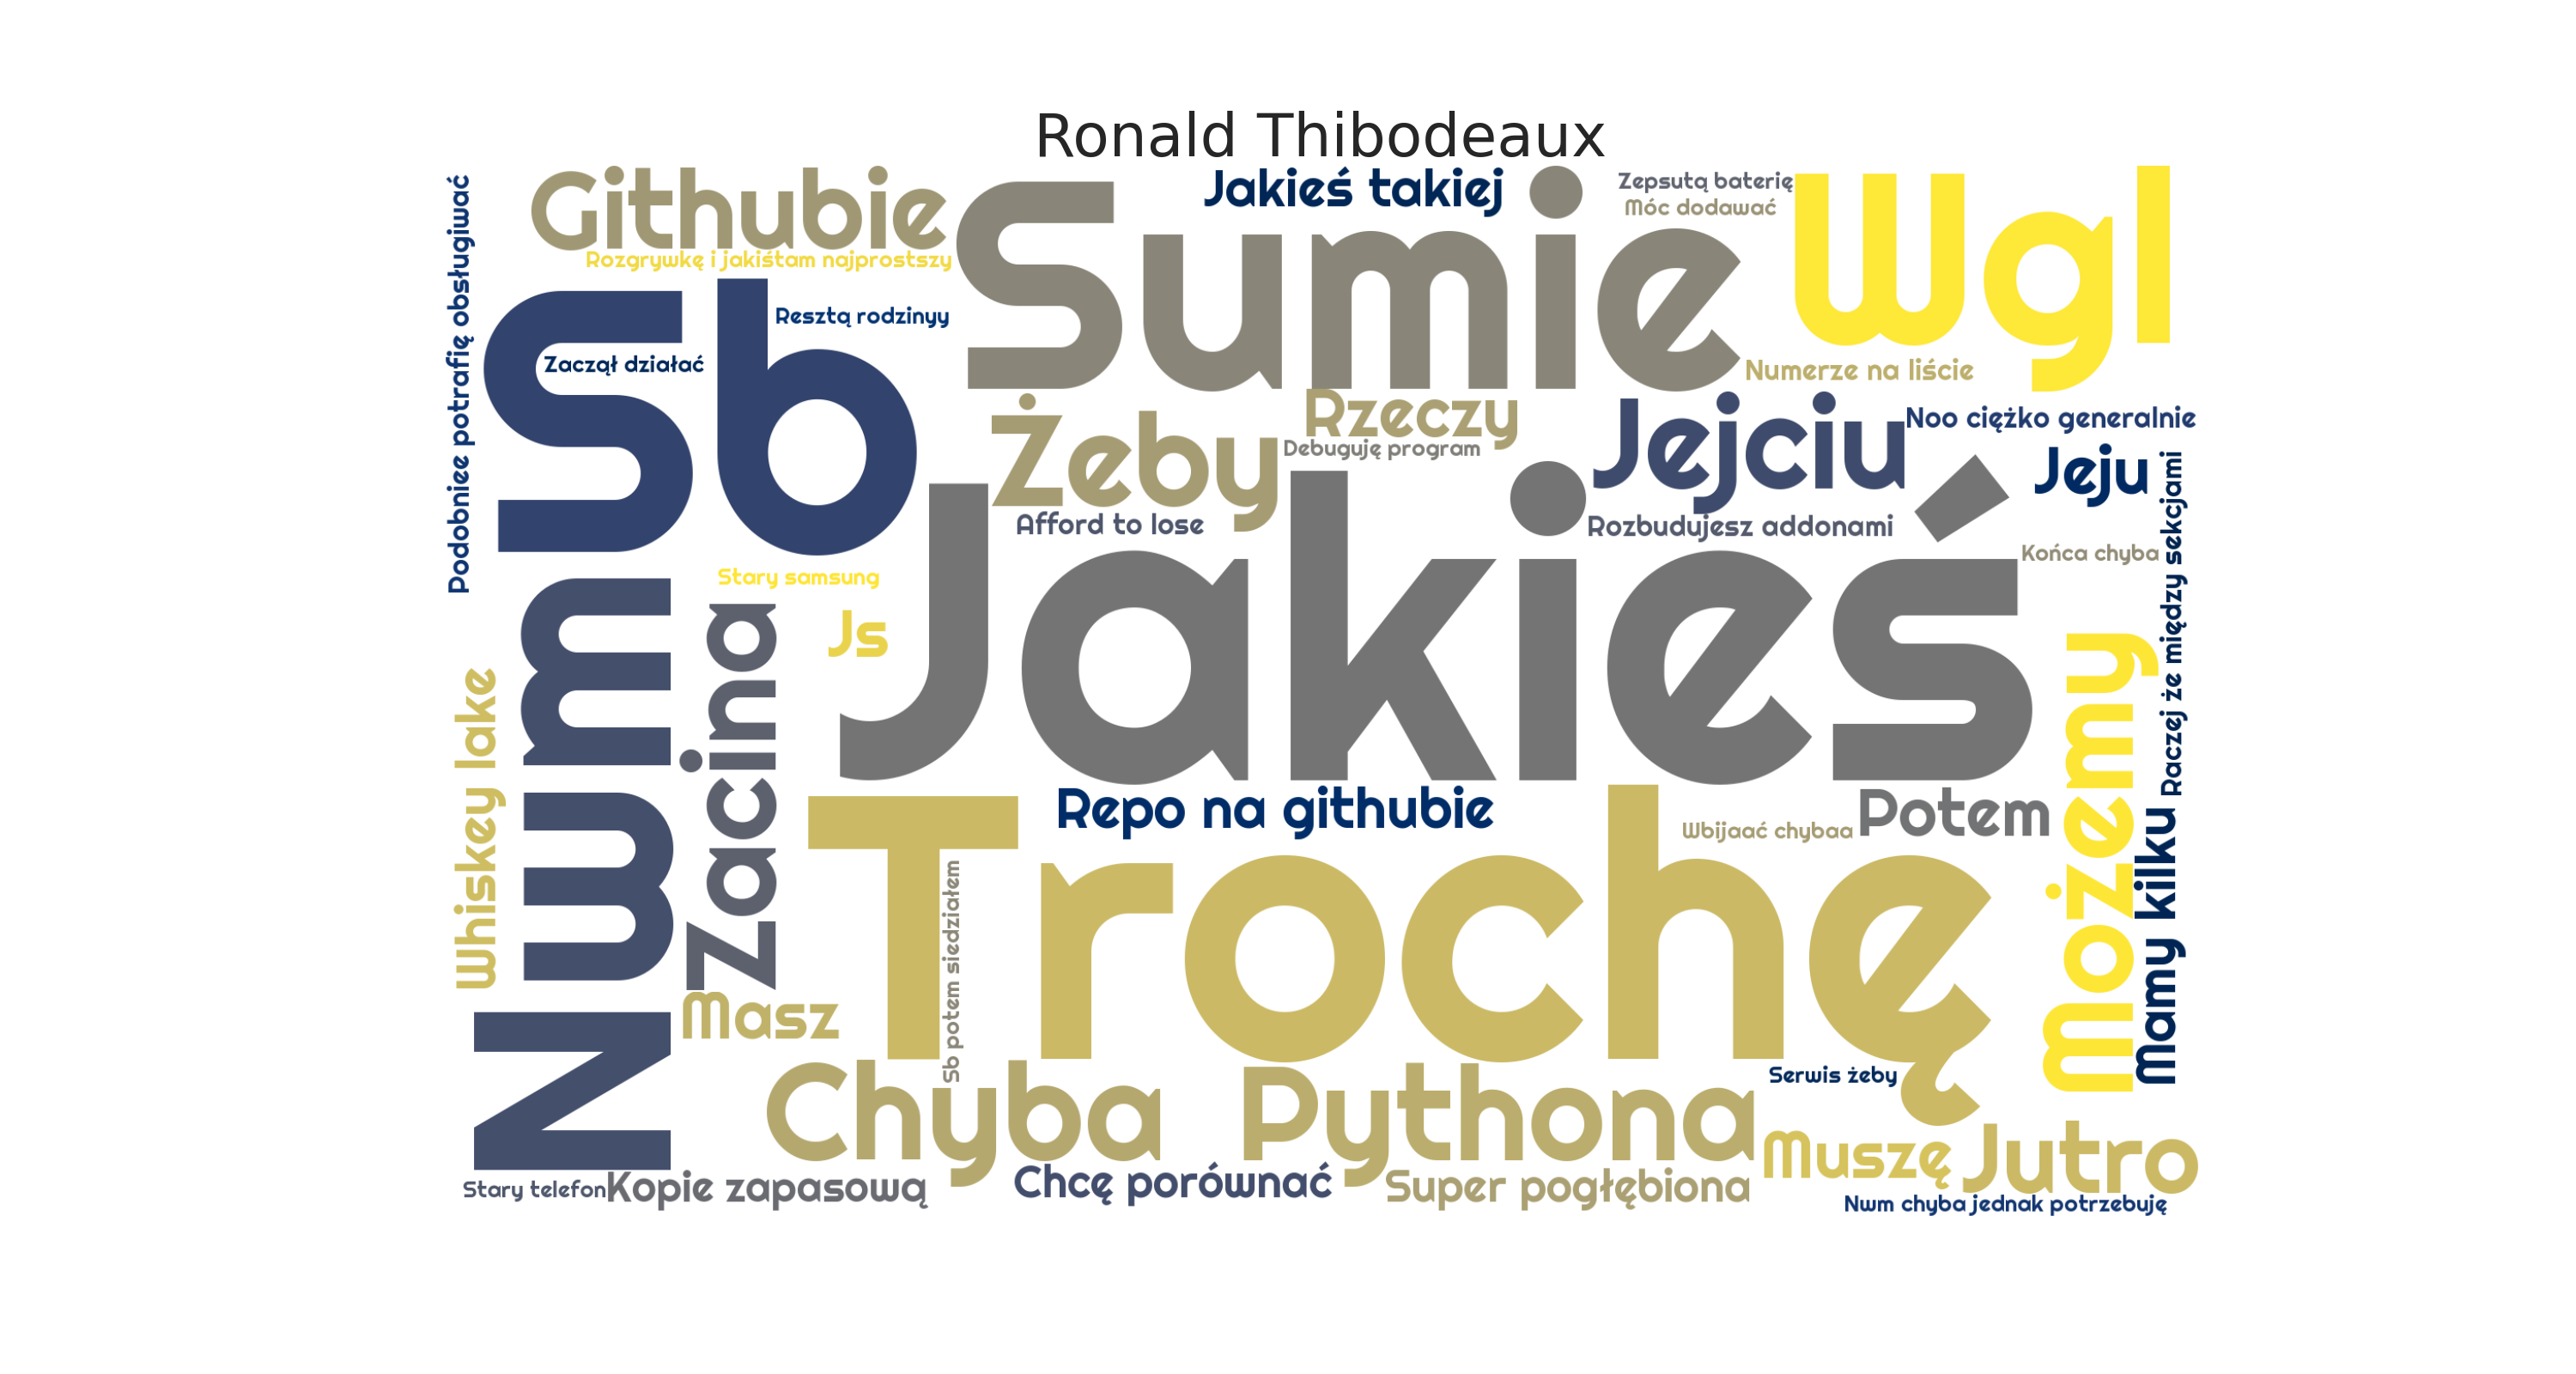 Ronald Thibodeaux
Githubie
Rozgrywkę i jakiśtam najprostszy
Podobniee potrafię obsługiwać
Sumie
Jakieś takiej
Zepsutą baterię
Móc dodawać
Wgl
Sb
Resztą rodzinyy
Zaczął działać
Numerze na liście
Żeby
Rzeczy
Debuguję program
Jejciu
Noo ciężko generalnie
Jeju
Afford to lose
Rozbudujesz addonami
Końca chyba
Raczej że między sekcjami
Stary samsung
Js
Jakieś
Nwm
Zacina
Whiskey lake
Repo na githubie
Wbijaać chybaa
Potem
Możemy
Mamy kilku
Trochę
Sb potem siedziałem
Masz
Chyba
Pythona
Serwis żeby
Muszę
Jutro
Stary telefon
Kopie zapasową
Chcę porównać
Super pogłębiona
Nwm chyba jednak potrzebuję